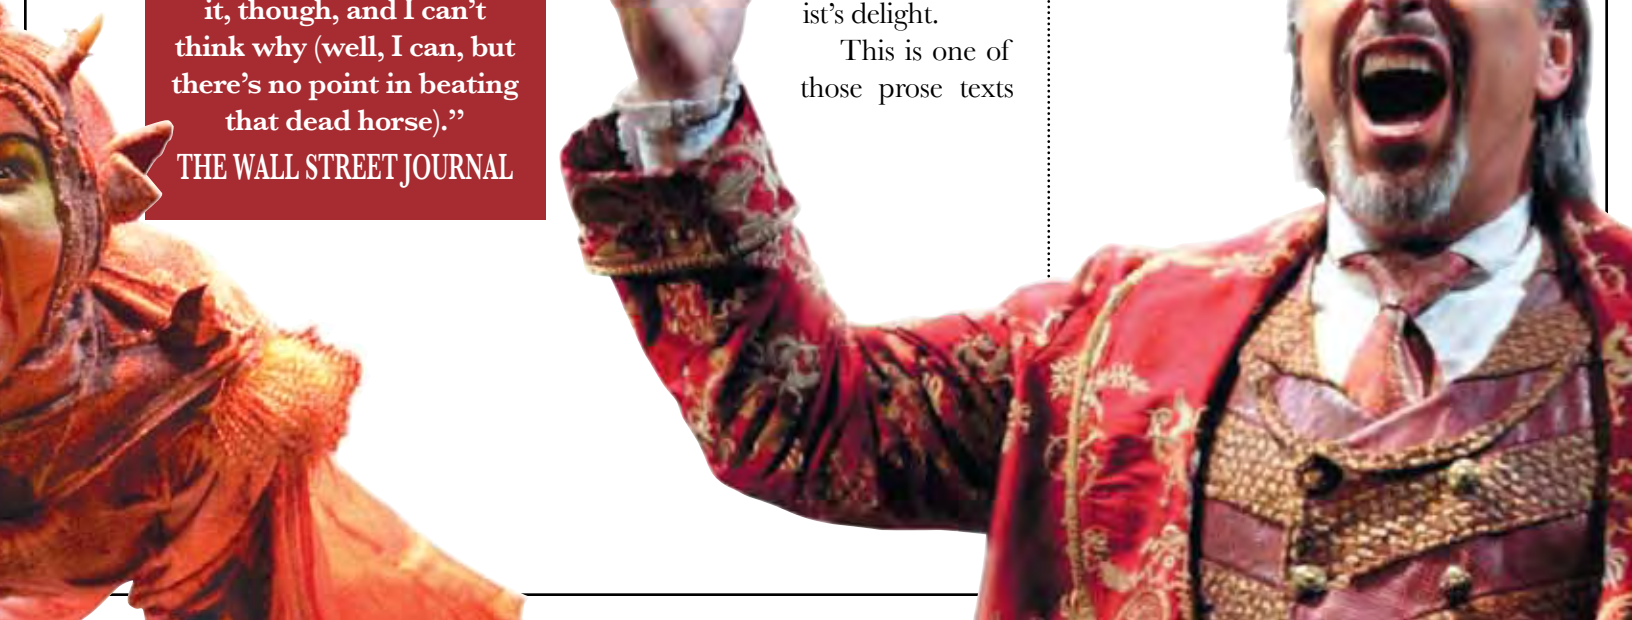 it, though, and I can’t
think why (well, I can, but
there’s no point in beating
that dead horse).”
THE WALL STREET JOURNAL
ist’s delight.
This is one of
those prose texts